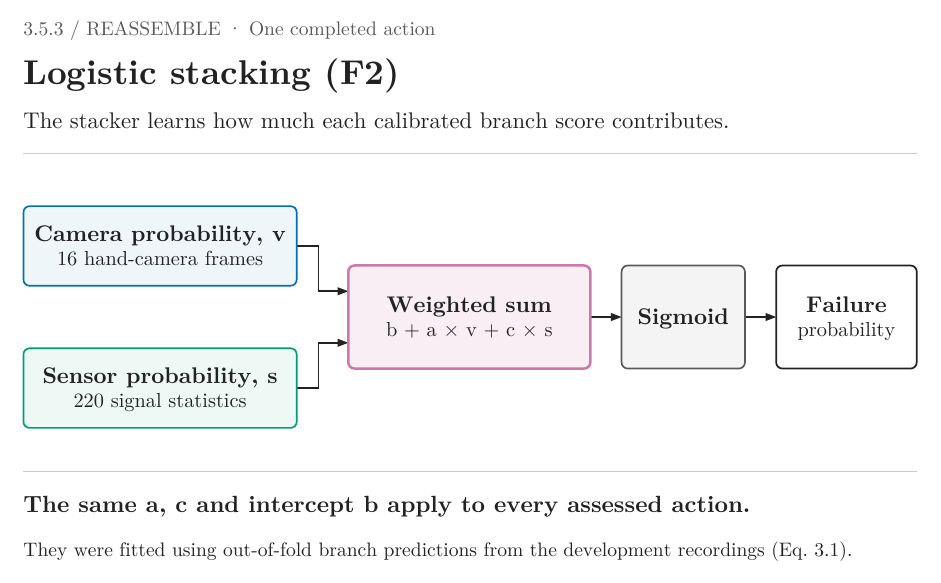 3.5.3 / REASSEMBLE · One completed action
Logistic stacking (F2)
The stacker learns how much each calibrated branch score contributes.
Camera probability, v
16 hand-camera frames
Sensor probability, s
220 signal statistics
Weighted sum
b + a × v + c × s
Sigmoid
Failure
probability
The same a, c and intercept b apply to every assessed action.
They were fitted using out-of-fold branch predictions from the development recordings (Eq. 3.1).